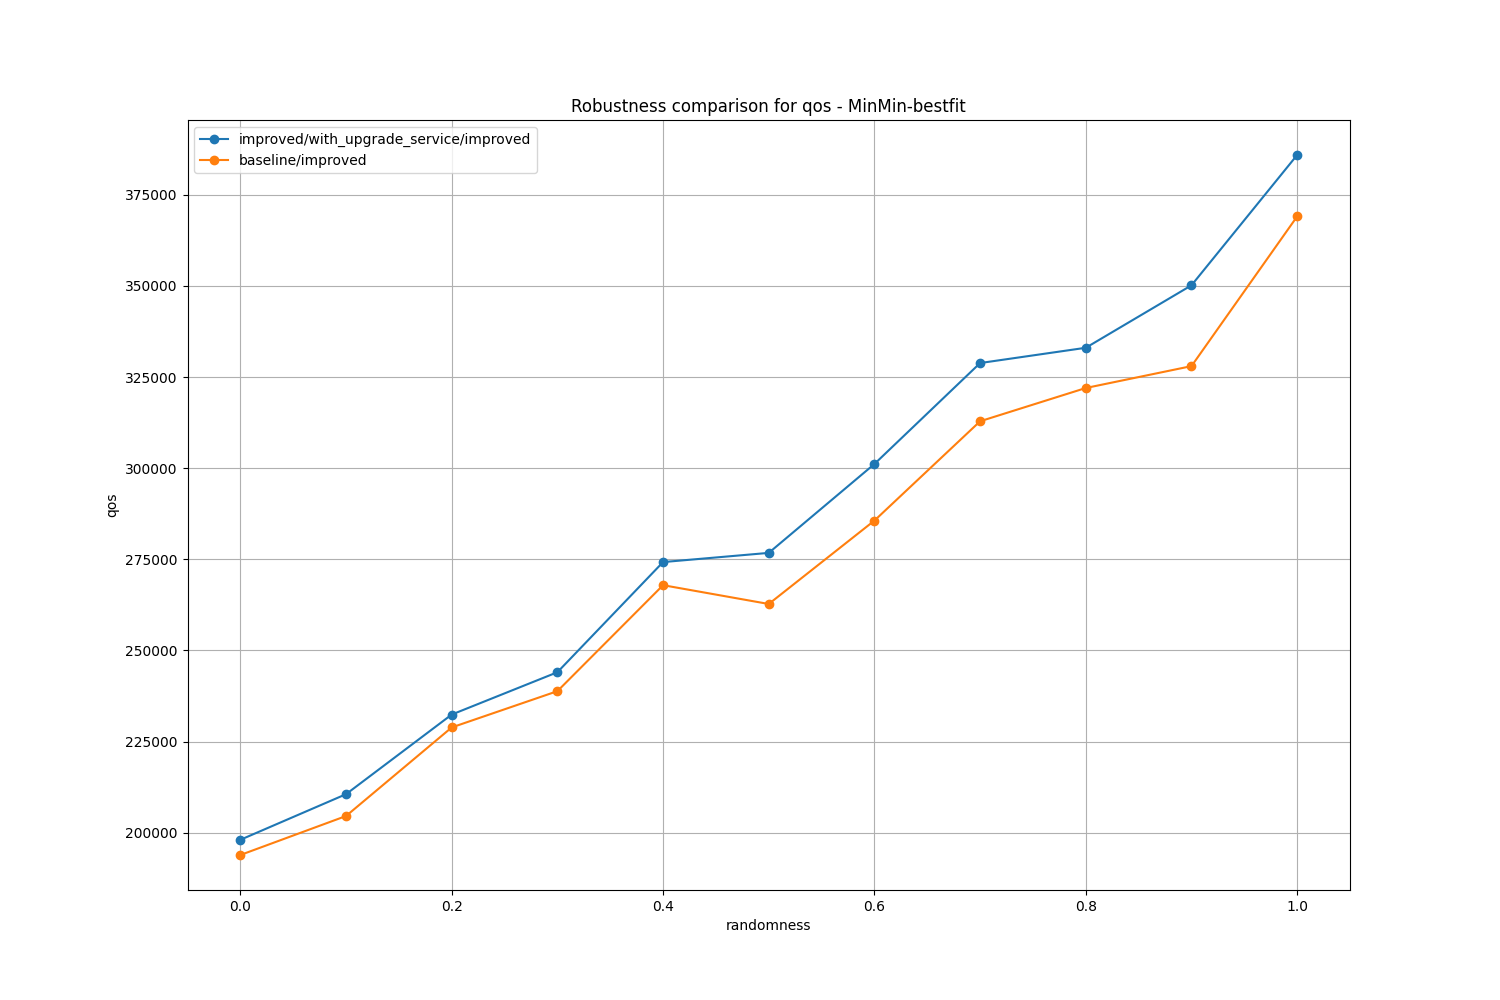 Robustness comparison for qos - MinMin-bestfit
improved/with_upgrade_service/improved
baseline/improved
375000
350000
325000
300000
275000
250000
225000
200000
qos
0.0 0.2 0.4 0.6 0.8 1.0
randomness